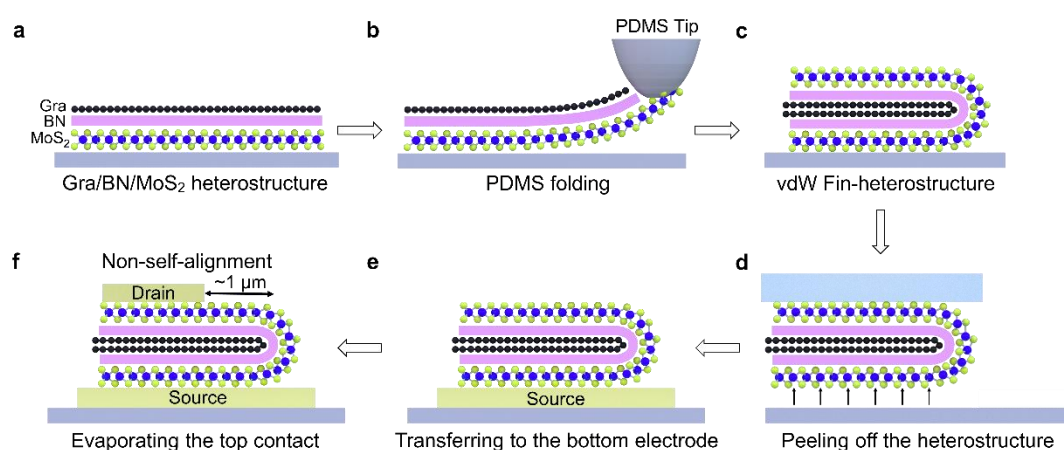 a
b
PDMS Tip
c
Gra
BN
MoS₂
Gra/BN/MoS₂ heterostructure
PDMS folding
vdW Fin-heterostructure
f
Non-self-alignment
~1 μm
Drain
Source
Evaporating the top contact
e
Source
Transferring to the bottom electrode
d
Peeling off the heterostructure